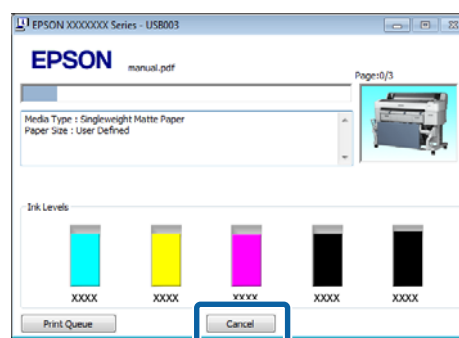 EPSON XXXXXXX Series - USB003
EPSON manual.pdf
Page:0/3
Media Type : Singleweight Matte Paper
Paper Size : User Defined
Ink Levels
XXXX XXXX XXXX XXXX XXXX
Print Queue Cancel